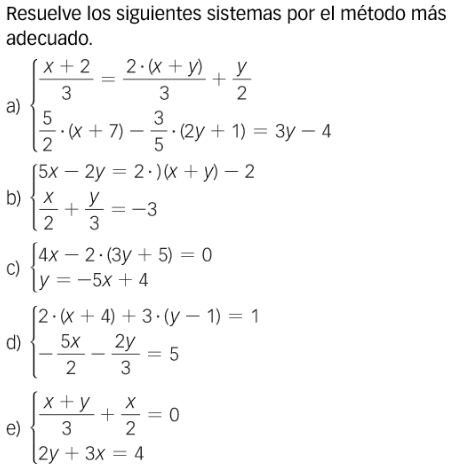 Resuelve los siguientes sistemas por el método más
adecuado.
a) { (x + 2)/3 = 2·(x + y)/3 + y/2
5/2 · (x + 7) − 3/5 · (2y + 1) = 3y − 4
b) { 5x − 2y = 2·)(x + y) − 2
x/2 + y/3 = −3
c) { 4x − 2·(3y + 5) = 0
y = −5x + 4
d) { 2·(x + 4) + 3·(y − 1) = 1
−5x/2 − 2y/3 = 5
e) { (x + y)/3 + x/2 = 0
2y + 3x = 4